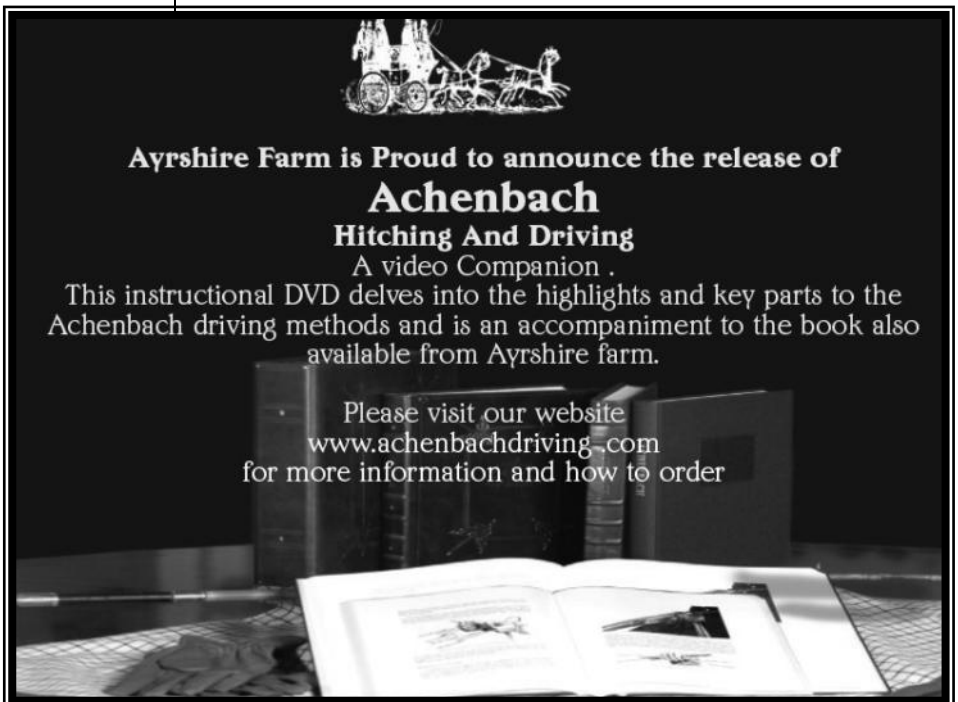 Ayrshire Farm is Proud to announce the release of
Achenbach
Hitching And Driving
A video Companion .
This instructional DVD delves into the highlights and key parts to the
Achenbach driving methods and is an accompaniment to the book also
available from Ayrshire farm.
Please visit our website
www.achenbachdriving .com
for more information and how to order